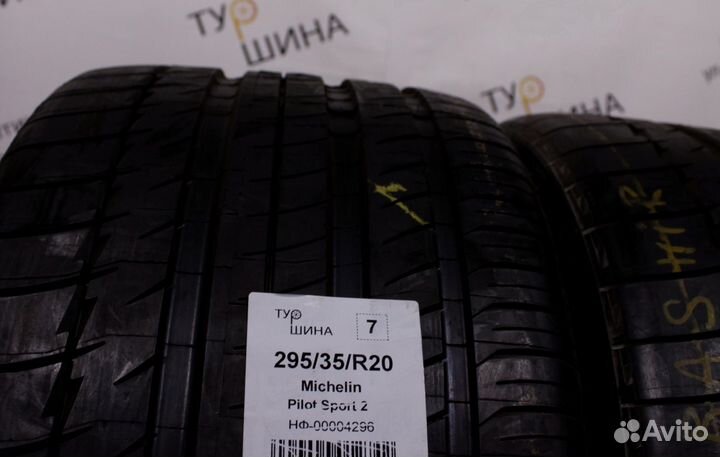 ТУР
ШИНА
ТУР
ШИНА
ТУР
ШИНА
7
295/35/R20
Michelin
Pilot Sport 2
НФ-00004296
Avito